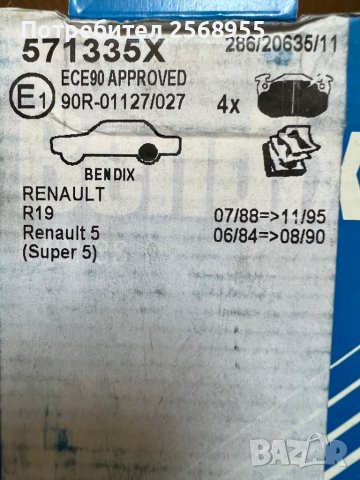 Потребител 2568955
571335X
286/20635/11
E1
ECE90 APPROVED
90R-01127/027
4x
BENDIX
RENAULT
R19 07/88=>11/95
Renault 5 06/84=>08/90
(Super 5)
BAZAR